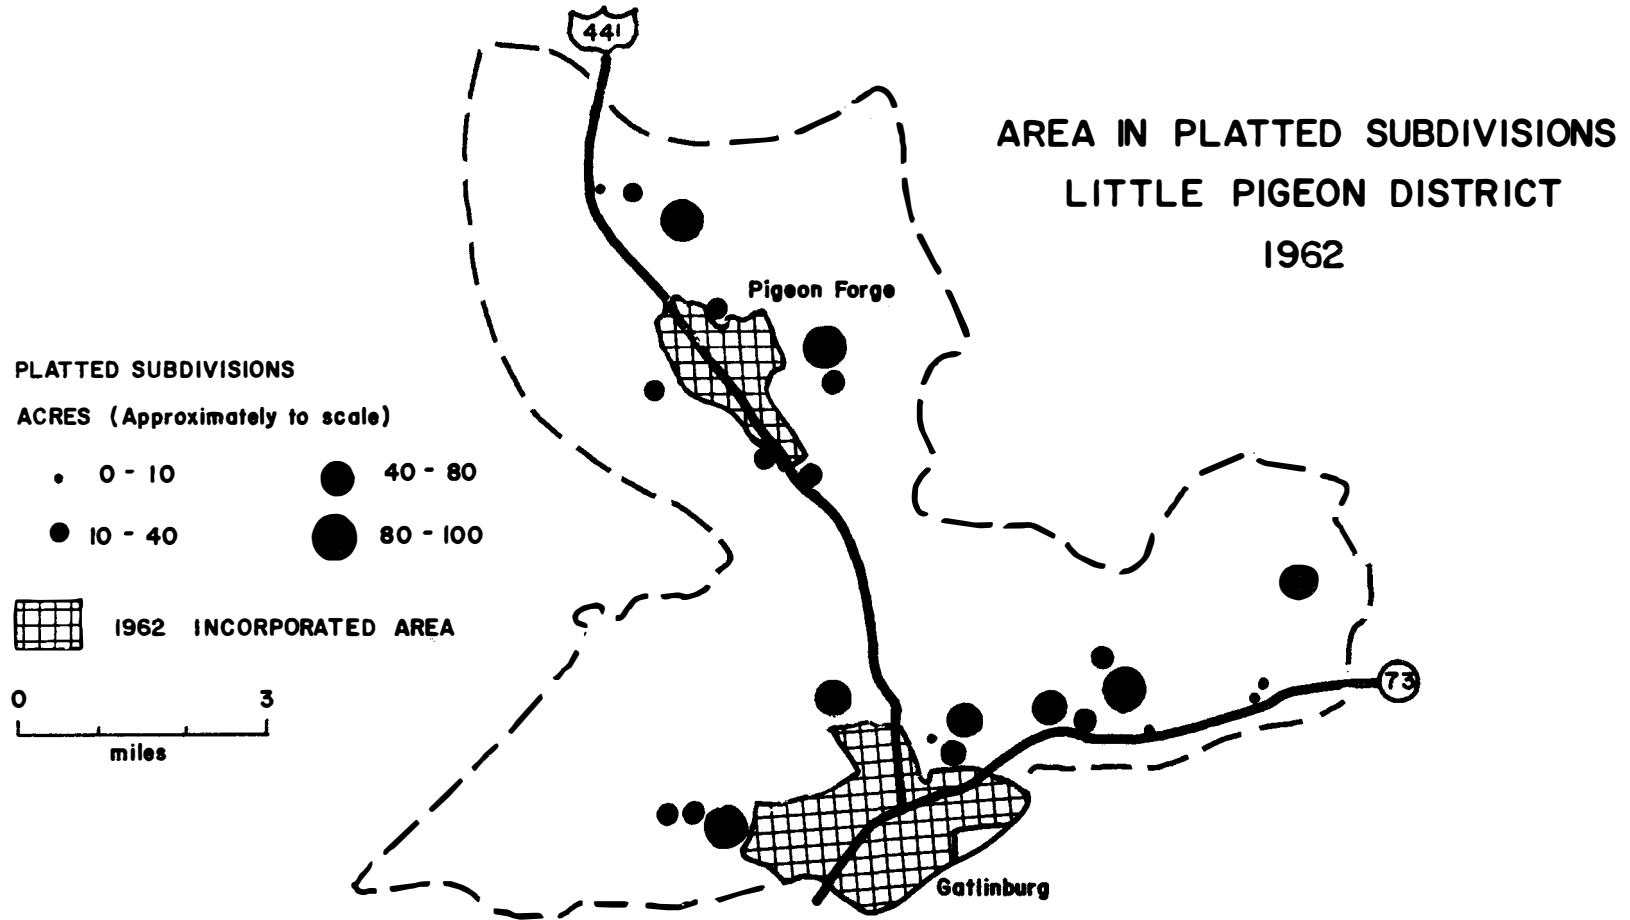 441
AREA IN PLATTED SUBDIVISIONS
LITTLE PIGEON DISTRICT
1962
Pigeon Forge
PLATTED SUBDIVISIONS
ACRES (Approximately to scale)
0 - 10
40 - 80
10 - 40
80 - 100
1962 INCORPORATED AREA
0 3
miles
73
Gatlinburg